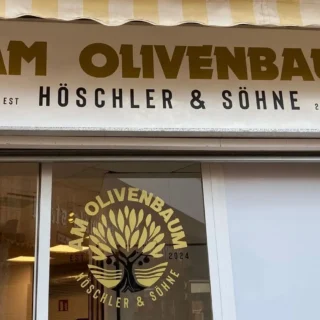 AM OLIVENBAU
EST HÖSCHLER & SÖHNE 2
AM OLIVENBAUM
2024
HÖSCHLER & SÖHNE